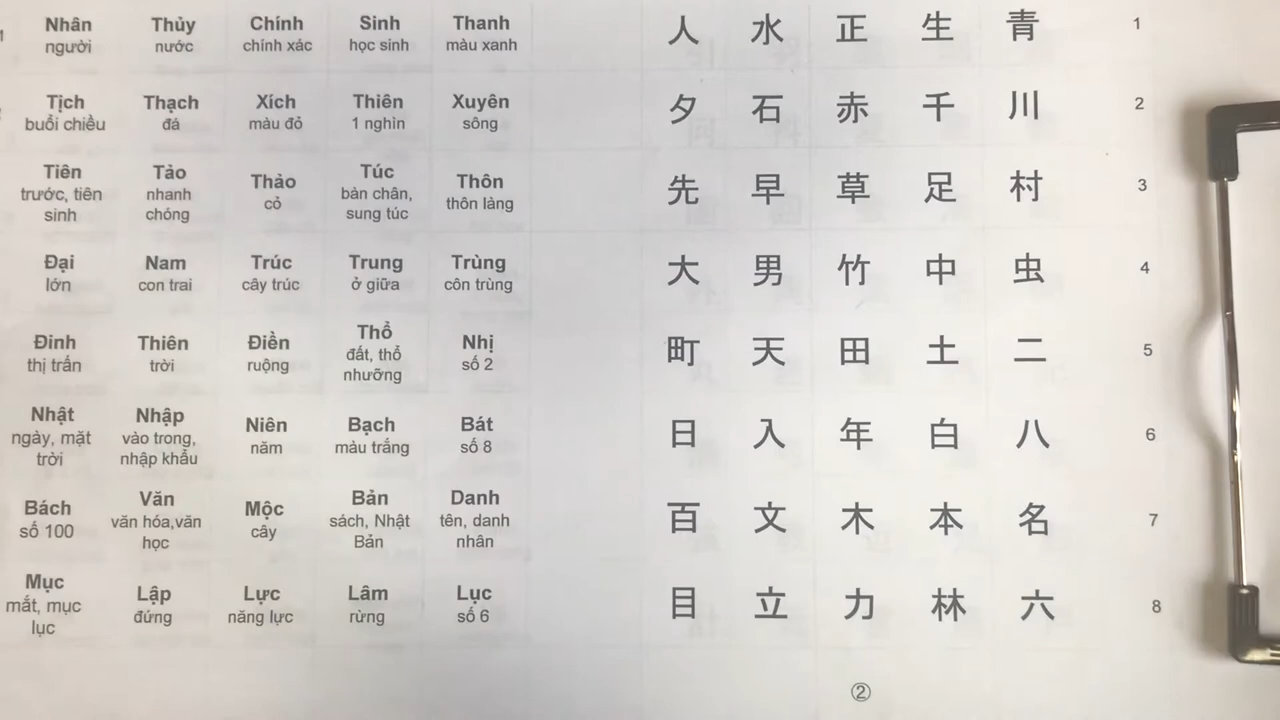 Nhân Thủy Chính Sinh Thanh 人 水 正 生 青 1
người nước chính xác học sinh màu xanh
Tịch Thạch Xích Thiên Xuyên 夕 石 赤 千 川 2
buổi chiều đá màu đỏ 1 nghìn sông
Tiên Tảo Thảo Túc Thôn 先 早 草 足 村 3
trước, tiên nhanh cỏ bàn chân, thôn làng
sinh chóng sung túc
Đại Nam Trúc Trung Trùng 大 男 竹 中 虫 4
lớn con trai cây trúc ở giữa côn trùng
Đinh Thiên Điền Thổ Nhị 町 天 田 土 二 5
thị trấn trời ruộng đất, thổ số 2
nhưỡng
Nhật Nhập Niên Bạch Bát 日 入 年 白 八 6
ngày, mặt vào trong, năm màu trắng số 8
trời nhập khẩu
Bách Văn Mộc Bản Danh 百 文 木 本 名 7
số 100 văn hóa,văn cây sách, Nhật tên, danh
học Bản nhân
Mục Lập Lực Lâm Lục 目 立 力 林 六 8
mắt, mục đứng năng lực rừng số 6
lục
②